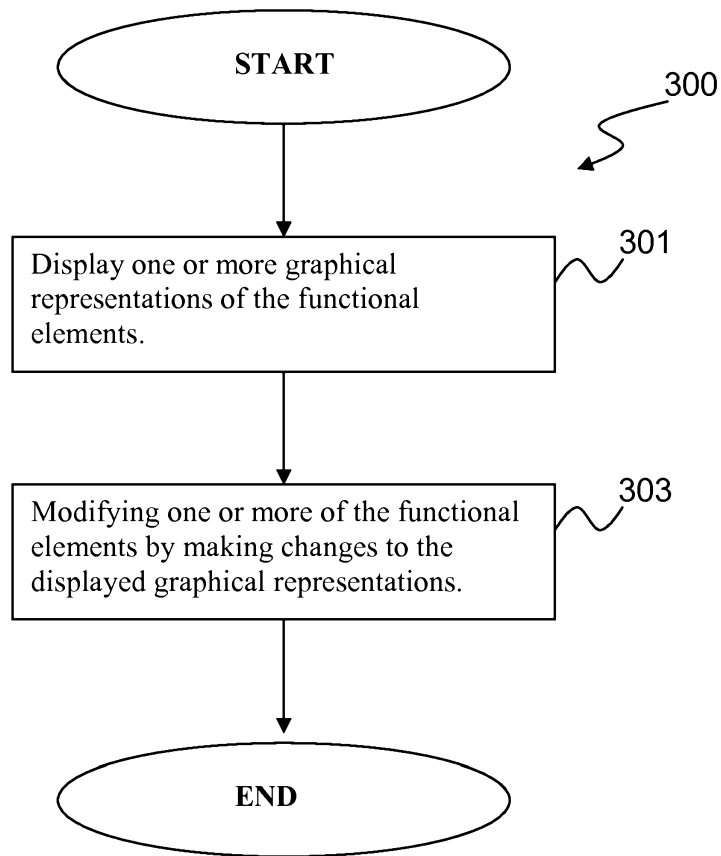 START
300
301
Display one or more graphical
representations of the functional
elements.
303
Modifying one or more of the functional
elements by making changes to the
displayed graphical representations.
END